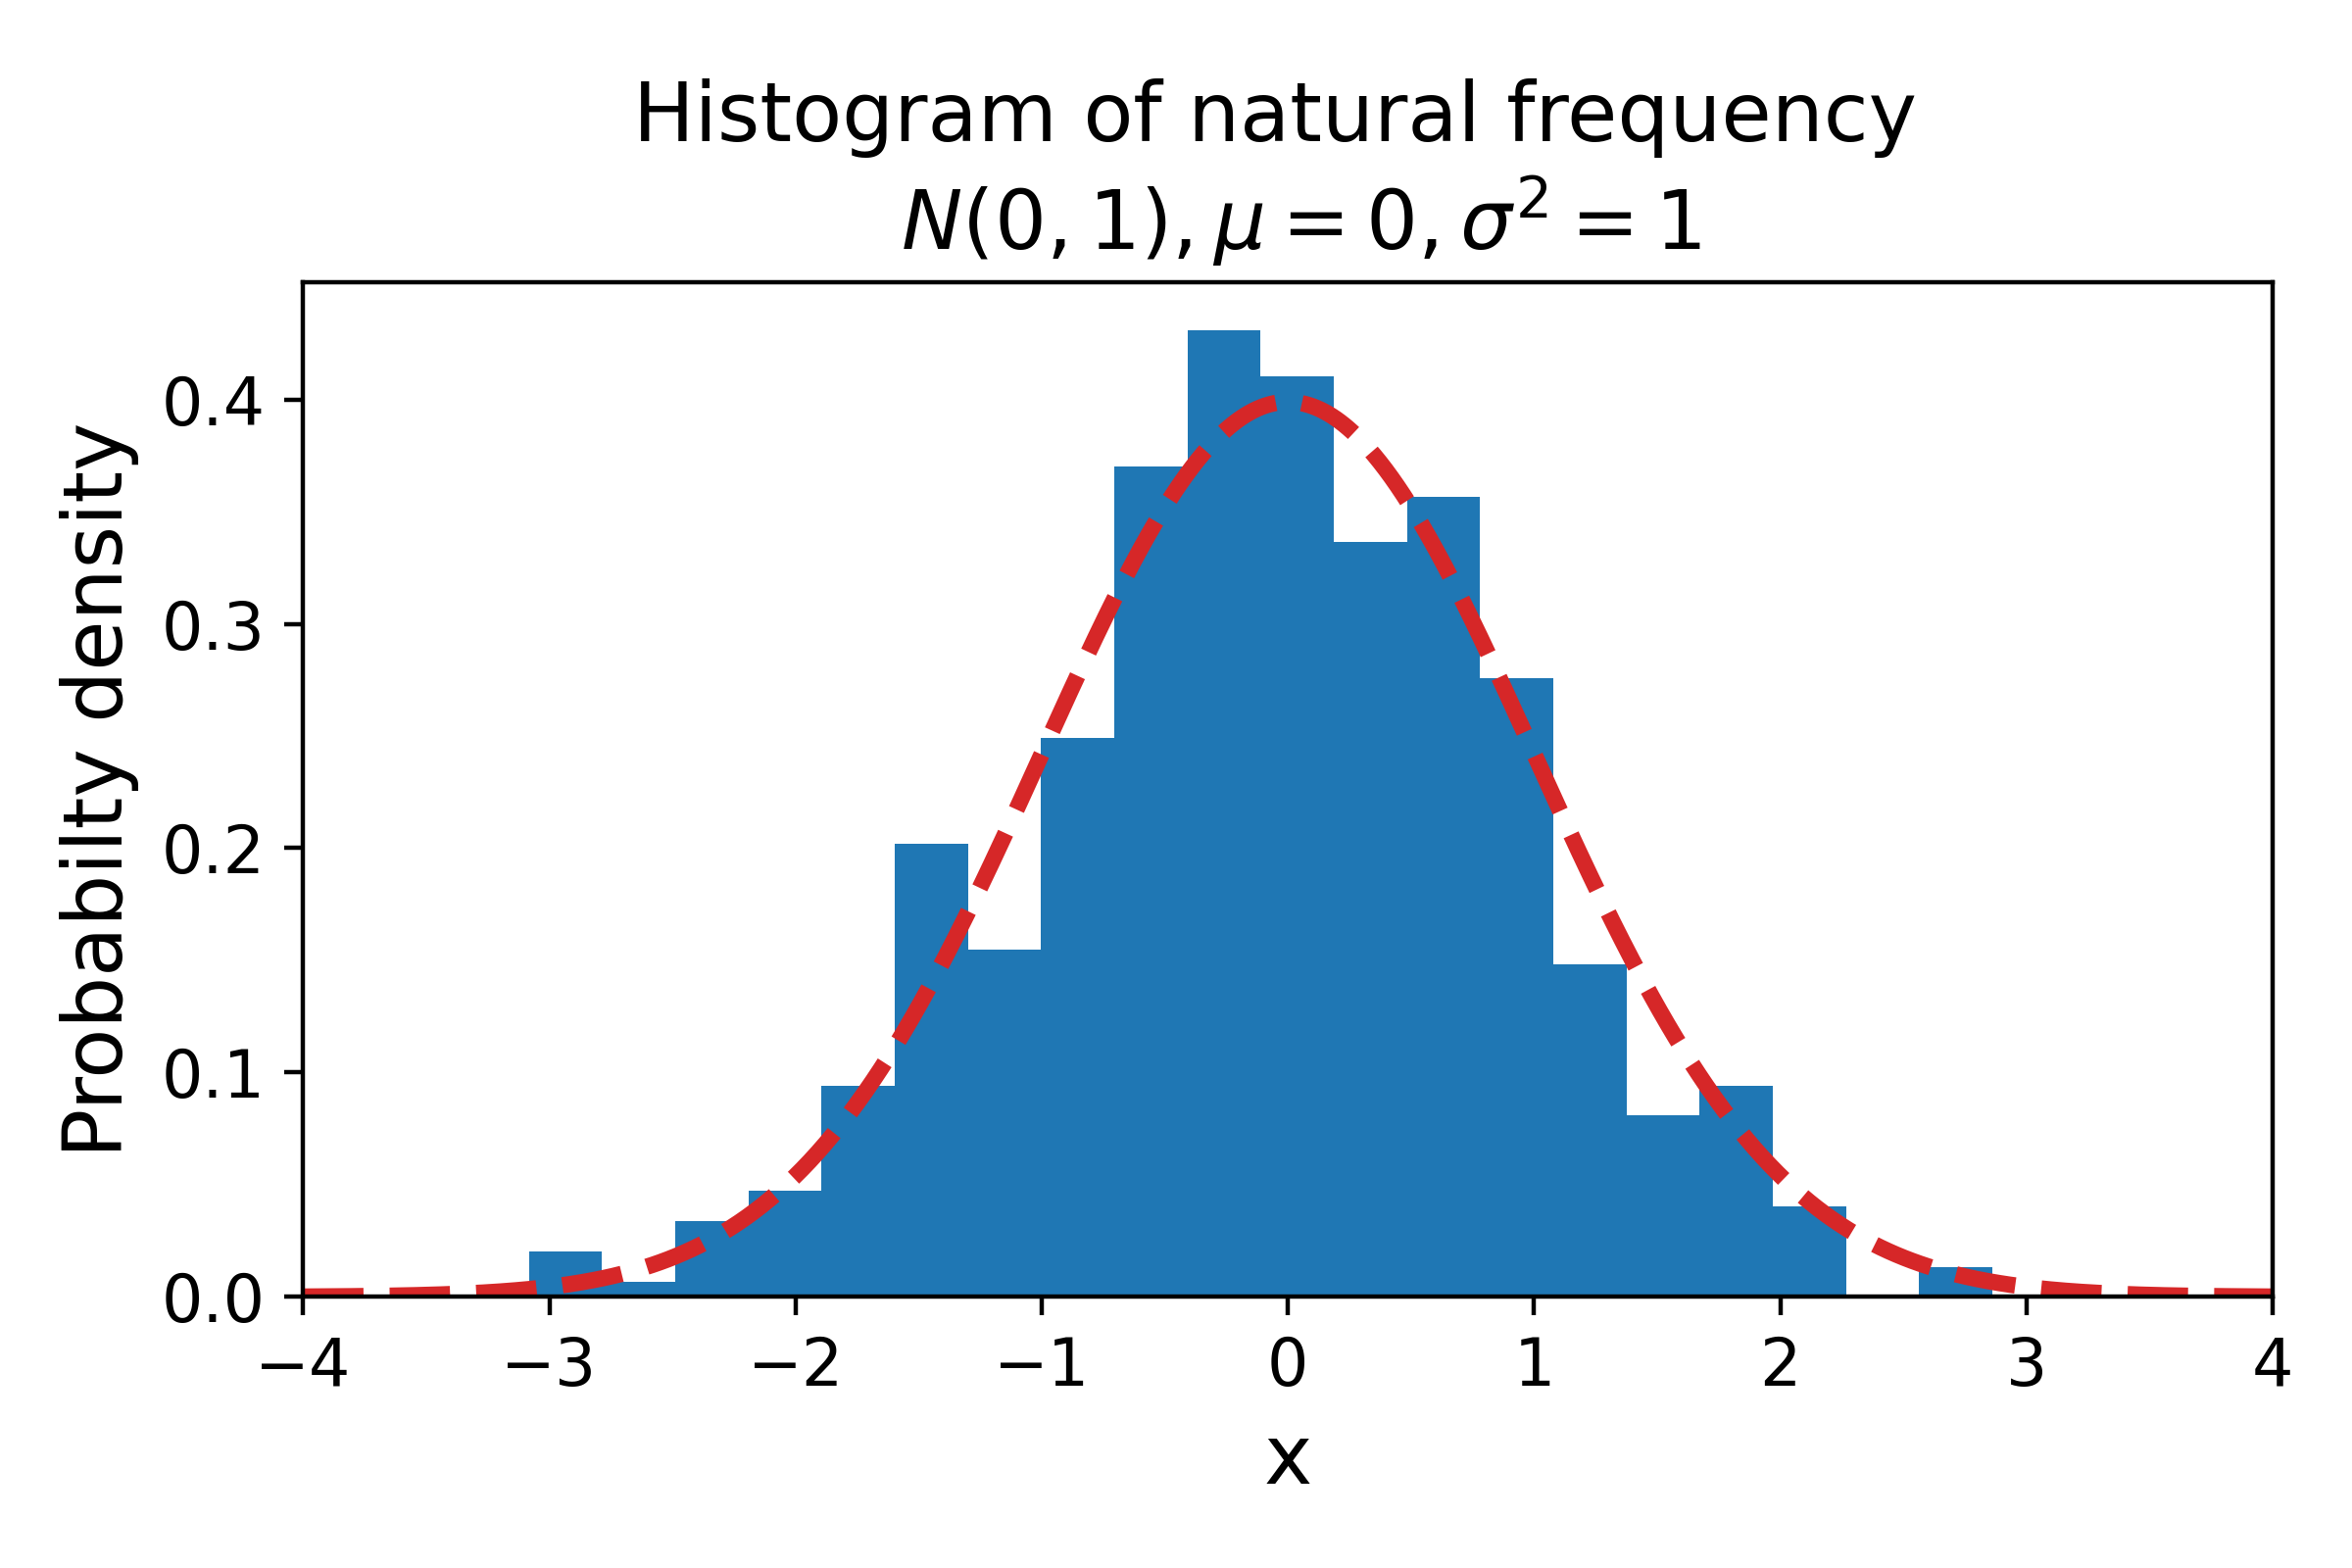 Histogram of natural frequency
N(0, 1), μ = 0, σ² = 1
Probabilty density
0.4
0.3
0.2
0.1
0.0
−4 −3 −2 −1 0 1 2 3 4
x